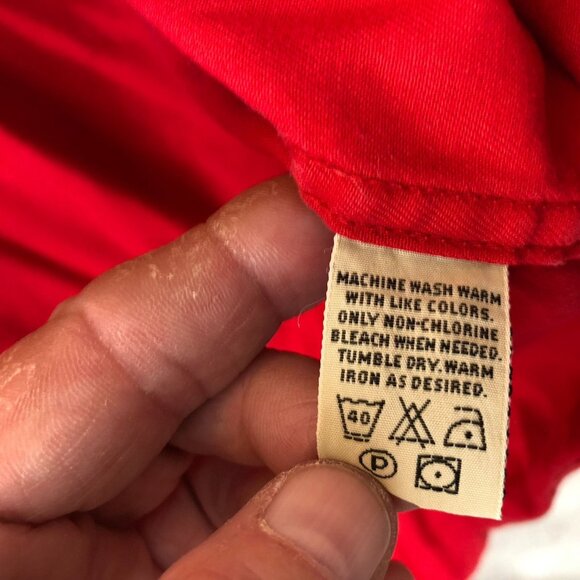 MACHINE WASH WARM
WITH LIKE COLORS.
ONLY NON-CHLORINE
BLEACH WHEN NEEDED.
TUMBLE DRY. WARM
IRON AS DESIRED.
40
P